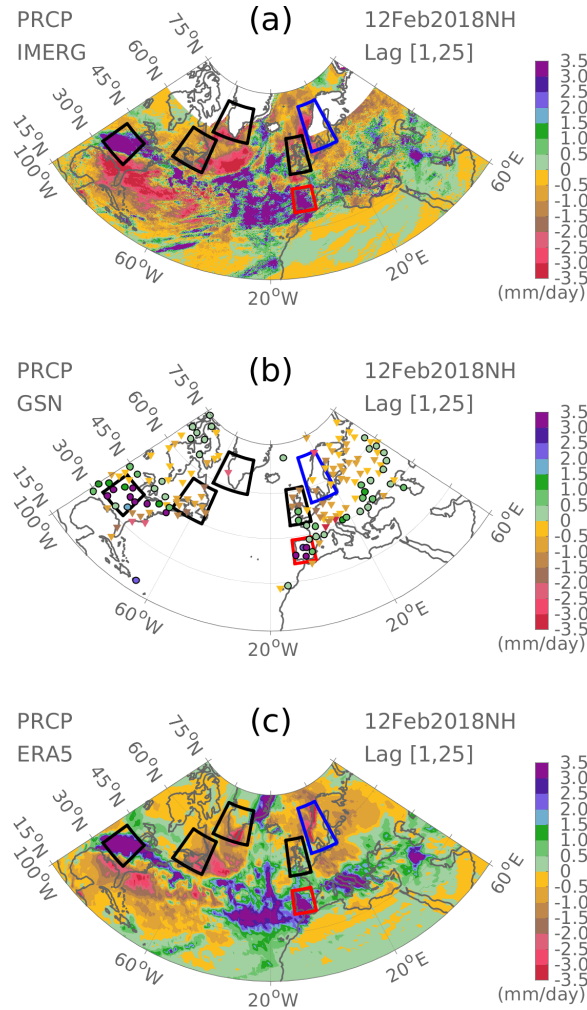 PRCP (a) 12Feb2018NH
IMERG 75°N Lag [1,25]
60°N
45°N
30°N
15°N
100°W
60°W
20°W
20°E
60°E
3.5
3.0
2.5
2.0
1.5
1.0
0.5
0
-0.5
-1.0
-1.5
-2.0
-2.5
-3.0
-3.5
(mm/day)
PRCP (b) 12Feb2018NH
GSN 75°N Lag [1,25]
60°N
45°N
30°N
15°N
100°W
60°W
20°W
20°E
60°E
3.5
3.0
2.5
2.0
1.5
1.0
0.5
0
-0.5
-1.0
-1.5
-2.0
-2.5
-3.0
-3.5
(mm/day)
PRCP (c) 12Feb2018NH
ERA5 75°N Lag [1,25]
60°N
45°N
30°N
15°N
100°W
60°W
20°W
20°E
60°E
3.5
3.0
2.5
2.0
1.5
1.0
0.5
0
-0.5
-1.0
-1.5
-2.0
-2.5
-3.0
-3.5
(mm/day)